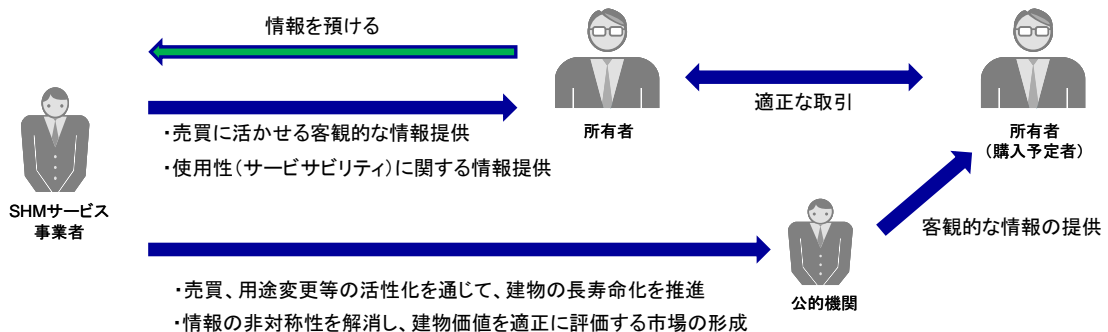 情報を預ける
適正な取引
・売買に活かせる客観的な情報提供
・使用性(サービサビリティ)に関する情報提供
所有者
所有者
(購入予定者)
SHMサービス
事業者
客観的な情報の提供
公的機関
・売買、用途変更等の活性化を通じて、建物の長寿命化を推進
・情報の非対称性を解消し、建物価値を適正に評価する市場の形成